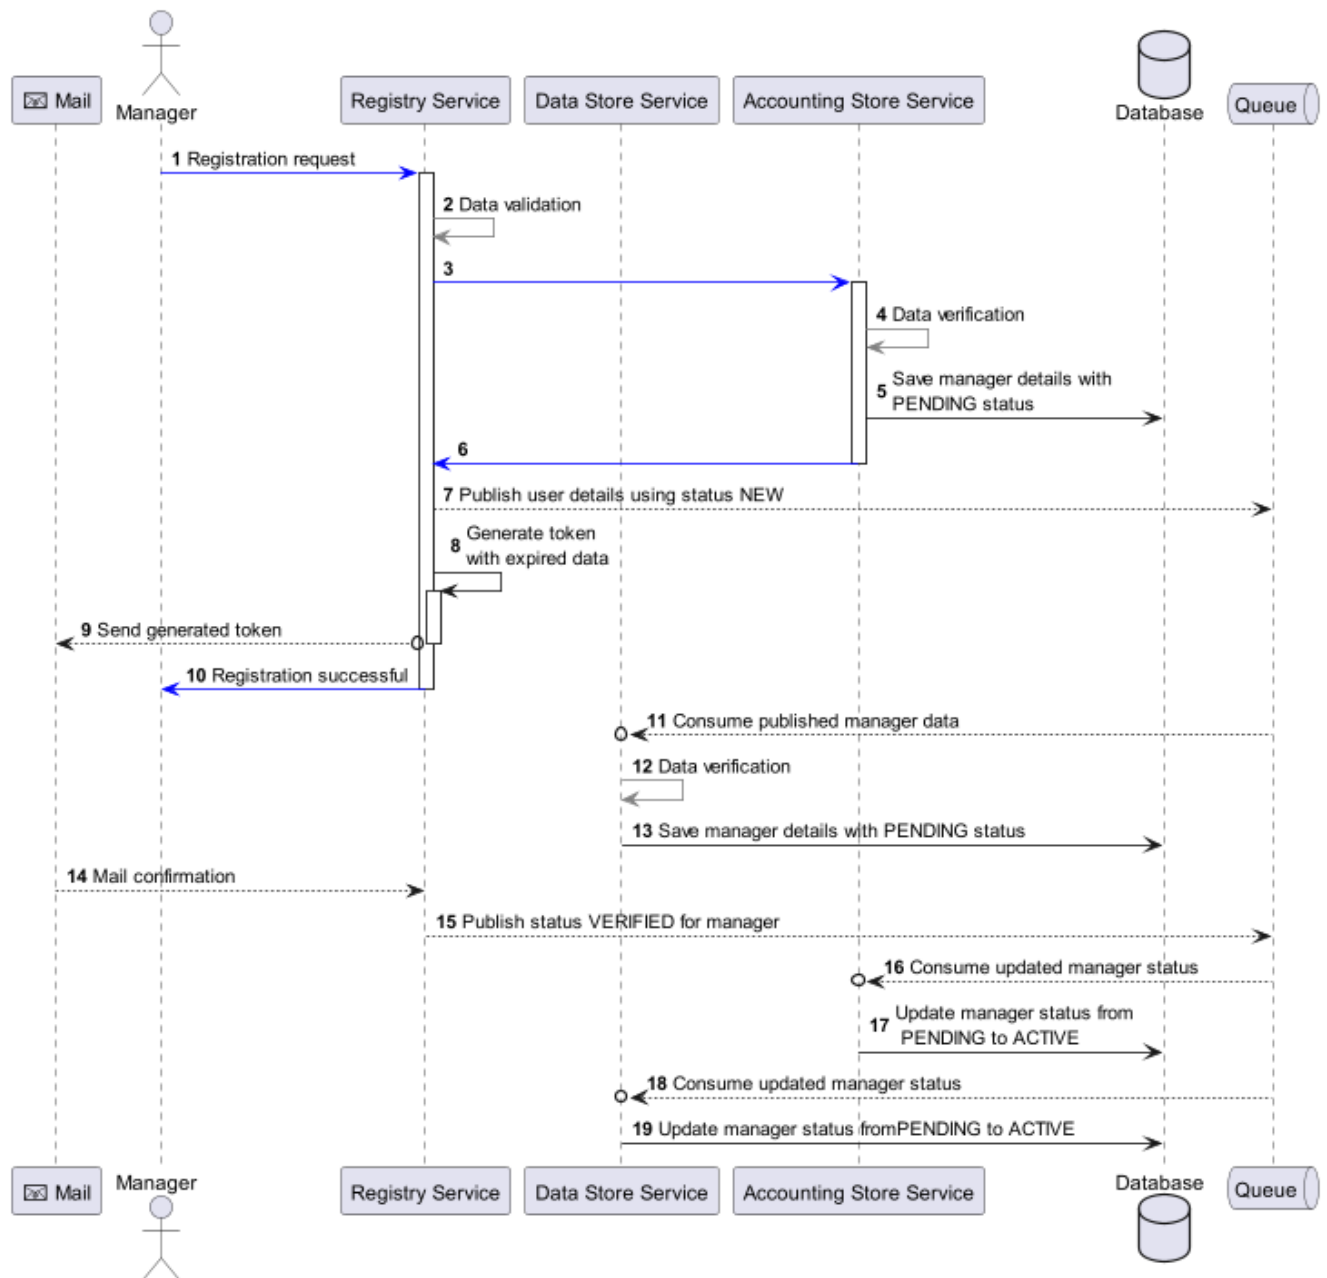 Manager
Mail
Registry Service
Data Store Service
Accounting Store Service
Database
Queue
1 Registration request
2 Data validation
3
4 Data verification
5 Save manager details with
PENDING status
6
7 Publish user details using status NEW
8 Generate token
with expired data
9 Send generated token
10 Registration successful
11 Consume published manager data
12 Data verification
13 Save manager details with PENDING status
14 Mail confirmation
15 Publish status VERIFIED for manager
16 Consume updated manager status
17 Update manager status from
PENDING to ACTIVE
18 Consume updated manager status
19 Update manager status fromPENDING to ACTIVE
Mail
Manager
Registry Service
Data Store Service
Accounting Store Service
Database
Queue